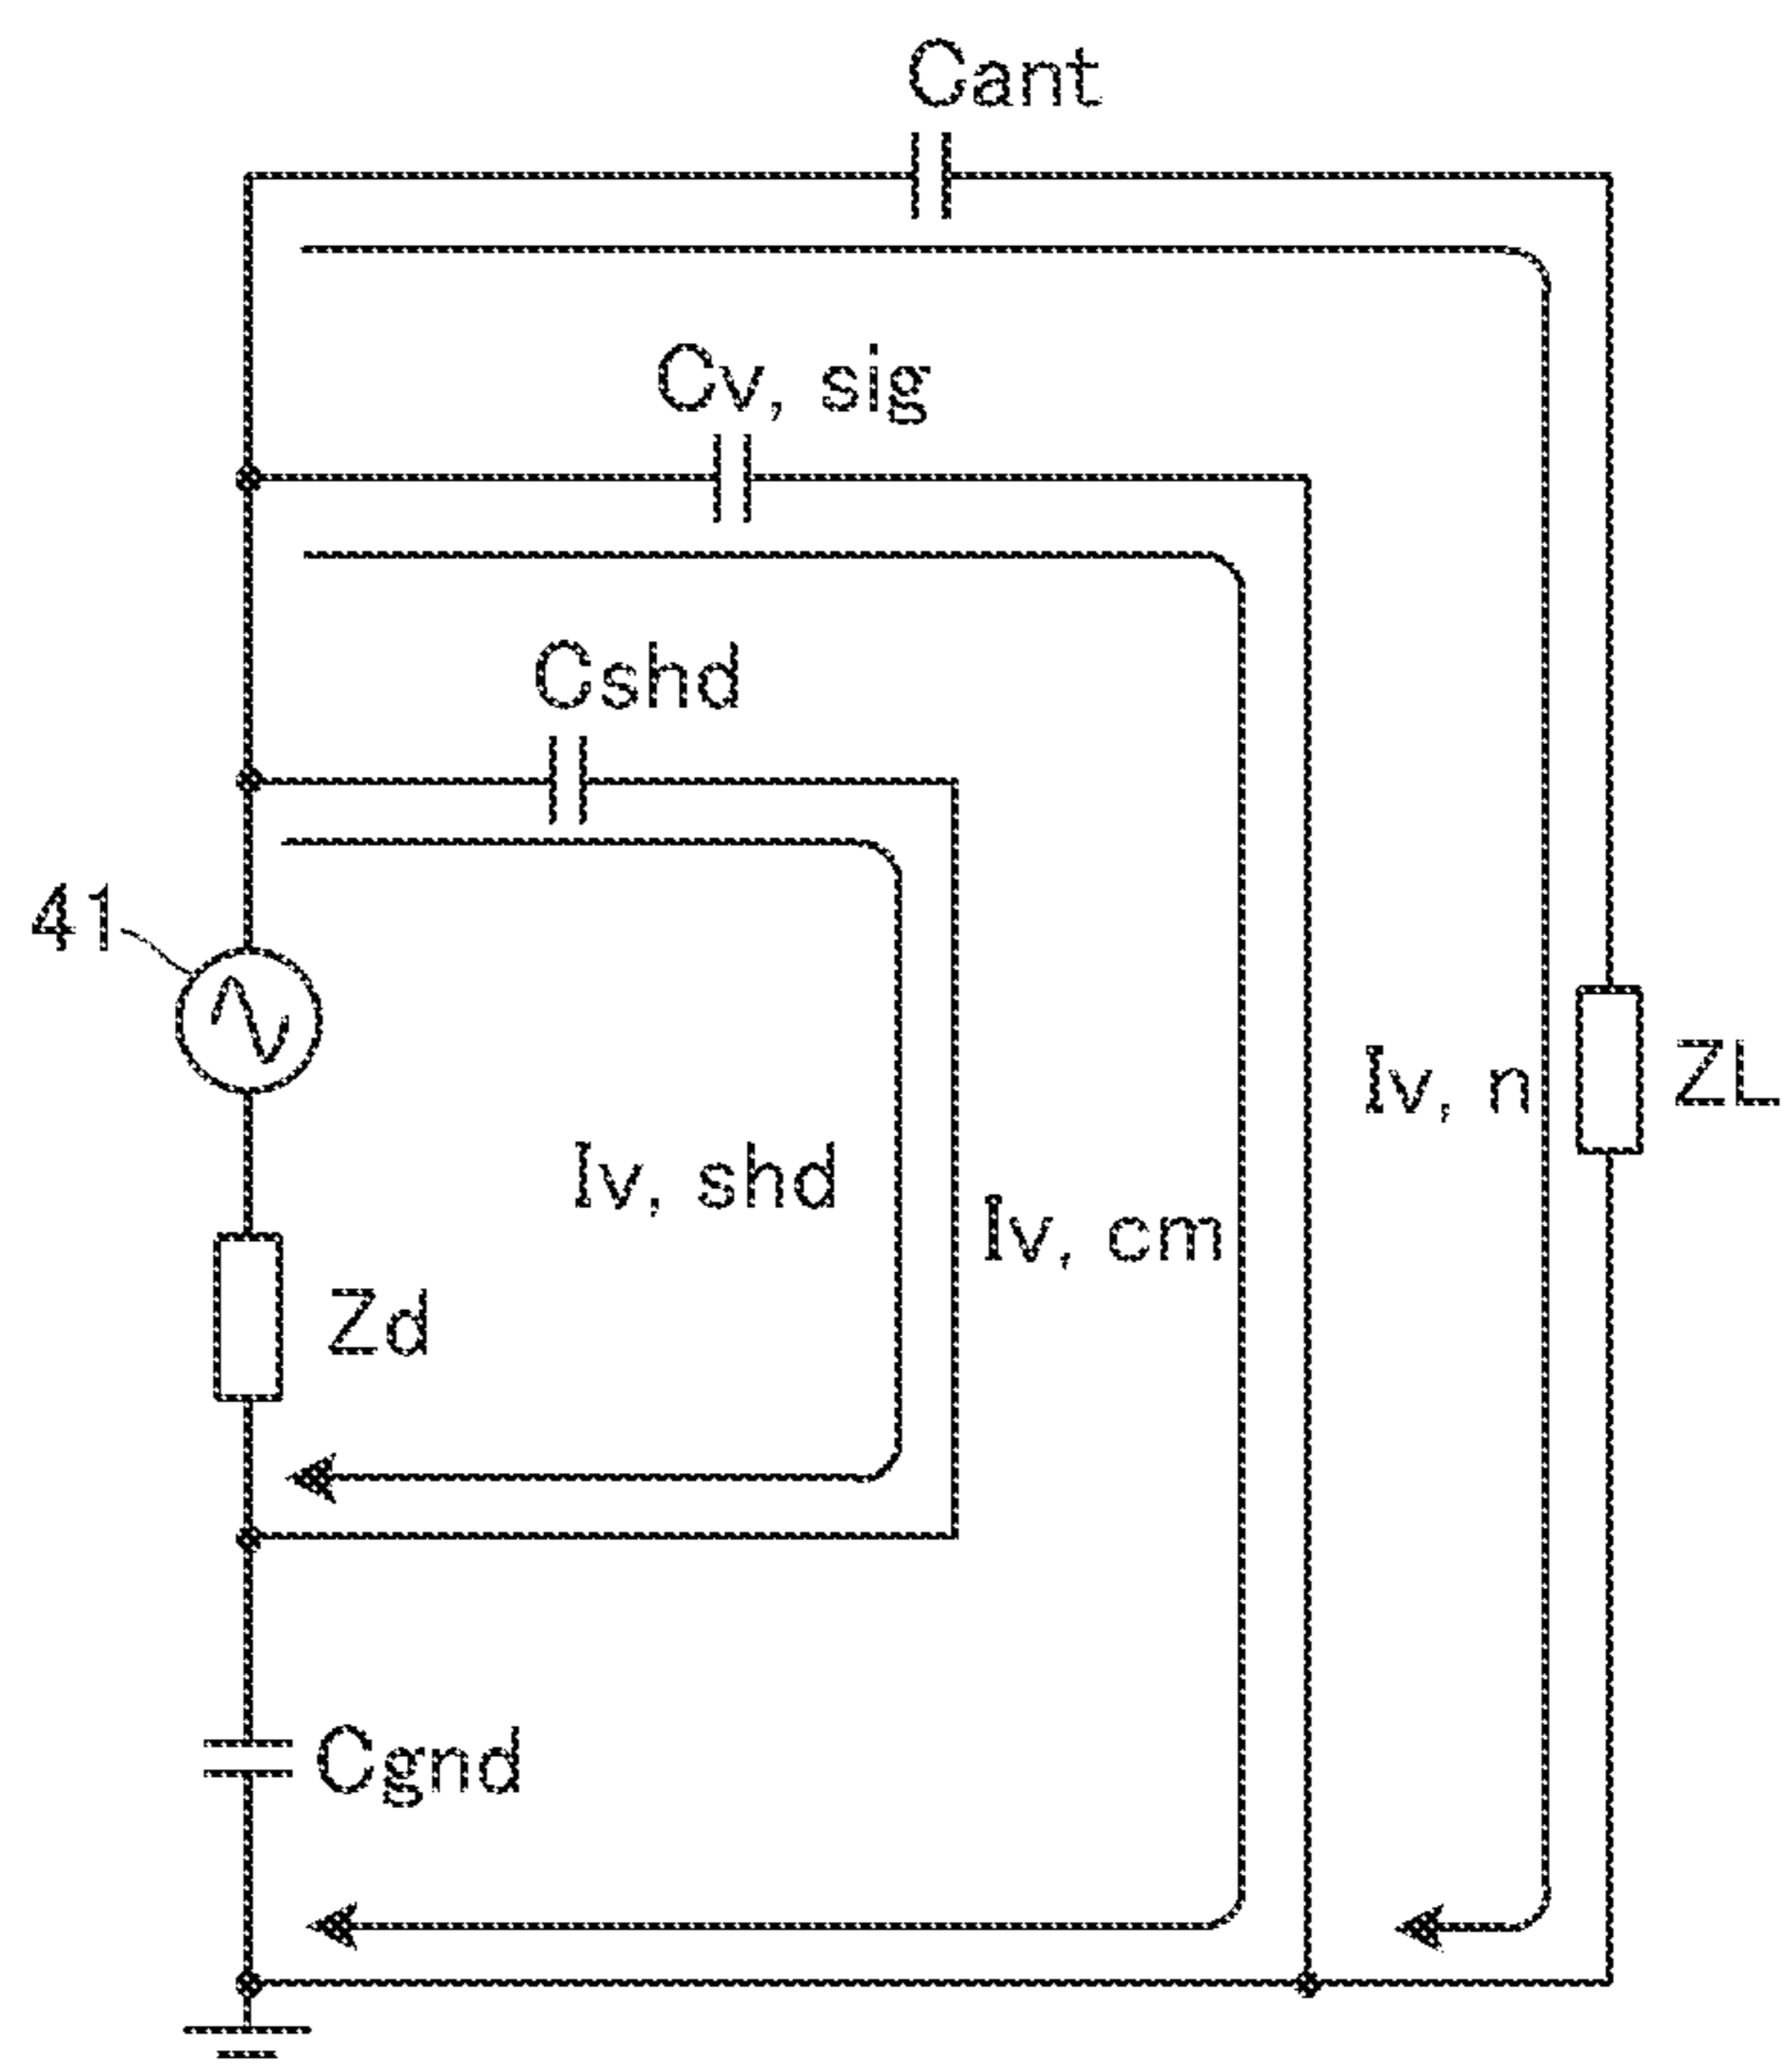 Cant
Cv, sig
Cshd
41
Iv, n
ZL
Iv, shd
Iv, cm
Zd
Cgnd